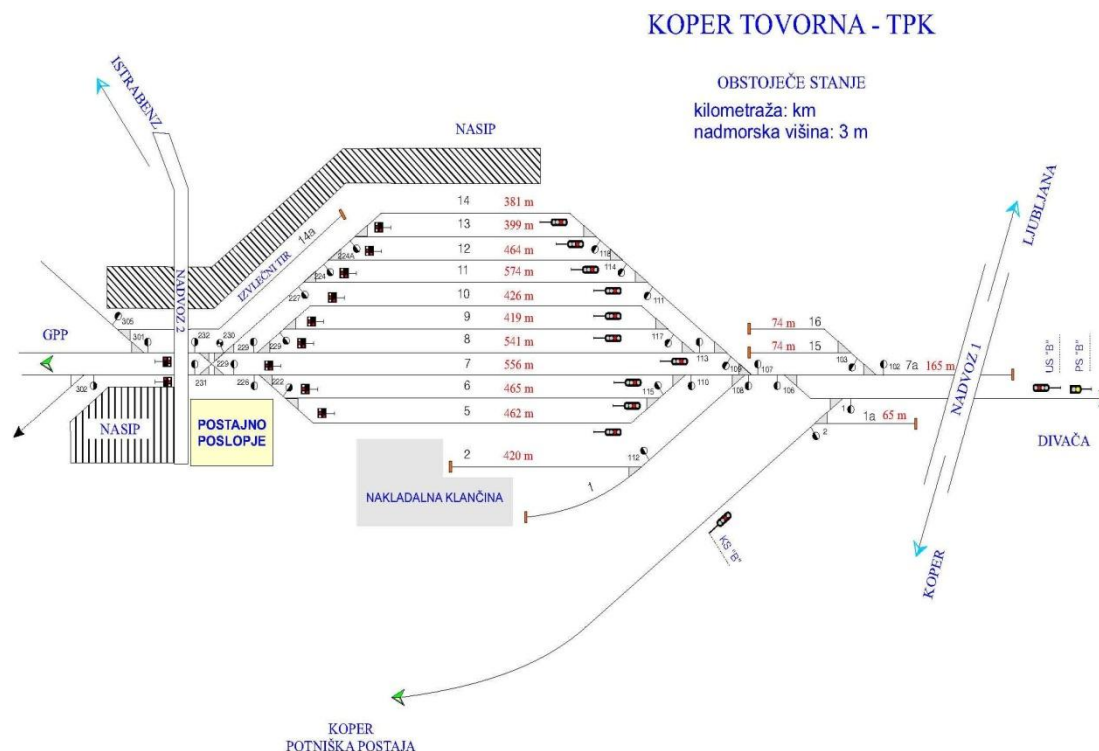 KOPER TOVORNA - TPK
OBSTOJEČE STANJE
kilometraža: km
nadmorska višina: 3 m
ISTRABENZ
NASIP
LJUBLJANA
14 381 m
13 399 m
14a
IZVLEČNI TIR
224A
12 464 m
118
224
11 574 m
114
227
10 426 m
111
NADVOZ 2
305
9 419 m
74 m 16
GPP
301
232
230
229
229
8 541 m
117
113
74 m 15
103
102
7a 165 m
NADVOZ 1
US "B"
PS "B"
231
229
7 556 m
109
107
302
226
222
6 465 m
115
110
108
106
NASIP
POSTAJNO
POSLOPJE
5 462 m
1
1a 65 m
2
DIVAČA
2 420 m
112
NAKLADALNA KLANČINA
1
KS "B"
KOPER
KOPER
POTNIŠKA POSTAJA